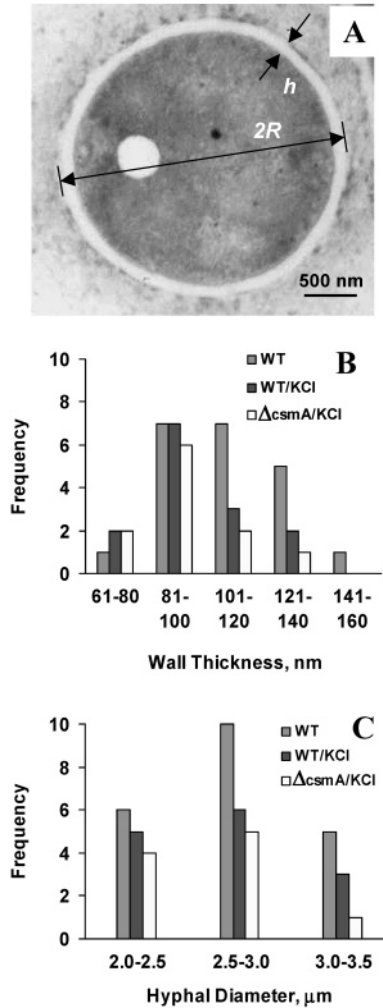 A
h
2R
500 nm
B
10
8
6
4
2
0
Frequency
WT
WT/KCl
ΔcsmA/KCl
61-80
81-
100
101-
120
121-
140
141-
160
Wall Thickness, nm
C
10
8
6
4
2
0
Frequency
WT
WT/KCl
ΔcsmA/KCl
2.0-2.5
2.5-3.0
3.0-3.5
Hyphal Diameter, μm